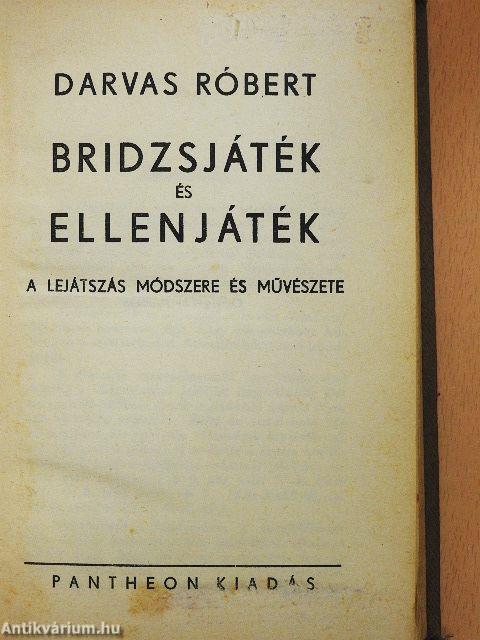 DARVAS RÓBERT
BRIDZSJÁTÉK
ÉS
ELLENJÁTÉK
A LEJÁTSZÁS MÓDSZERE ÉS MŰVÉSZETE
PANTHEON KIADÁS
Antikvárium.hu